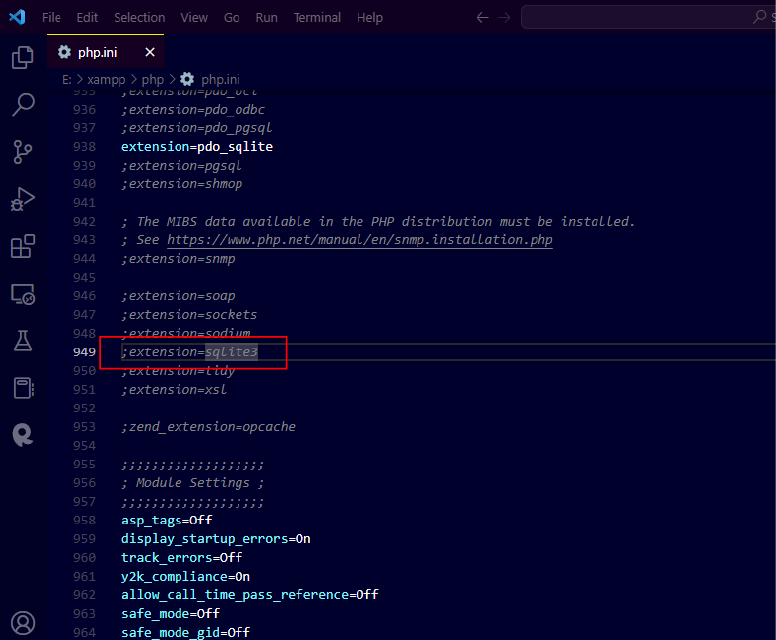 File Edit Selection View Go Run Terminal Help
php.ini
E: > xampp > php > php.ini
935 ;extension=pdo_oci
936 ;extension=pdo_odbc
937 ;extension=pdo_pgsql
938 extension=pdo_sqlite
939 ;extension=pgsql
940 ;extension=shmop
941
942 ; The MIBS data available in the PHP distribution must be installed.
943 ; See https://www.php.net/manual/en/snmp.installation.php
944 ;extension=snmp
945
946 ;extension=soap
947 ;extension=sockets
948 ;extension=sodium
949 ;extension=sqlite3
950 ;extension=tidy
951 ;extension=xsl
952
953 ;zend_extension=opcache
954
955 ;;;;;;;;;;;;;;;;;;;
956 ; Module Settings ;
957 ;;;;;;;;;;;;;;;;;;;
958 asp_tags=Off
959 display_startup_errors=On
960 track_errors=Off
961 y2k_compliance=On
962 allow_call_time_pass_reference=Off
963 safe_mode=Off
964 safe_mode_gid=Off